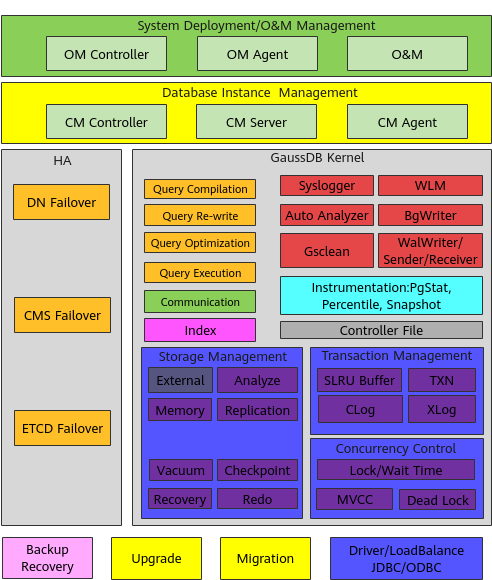 System Deployment/O&M Management
OM Controller
OM Agent
O&M
Database Instance Management
CM Controller
CM Server
CM Agent
HA
DN Failover
CMS Failover
ETCD Failover
GaussDB Kernel
Query Compilation
Query Re-write
Query Optimization
Query Execution
Communication
Index
Syslogger
WLM
Auto Analyzer
BgWriter
Gsclean
WalWriter/
Sender/Receiver
Instrumentation:PgStat,
Percentile, Snapshot
Controller File
Storage Management
External
Analyze
Memory
Replication
Vacuum
Checkpoint
Recovery
Redo
Transaction Management
SLRU Buffer
TXN
CLog
XLog
Concurrency Control
Lock/Wait Time
MVCC
Dead Lock
Backup
Recovery
Upgrade
Migration
Driver/LoadBalance
JDBC/ODBC